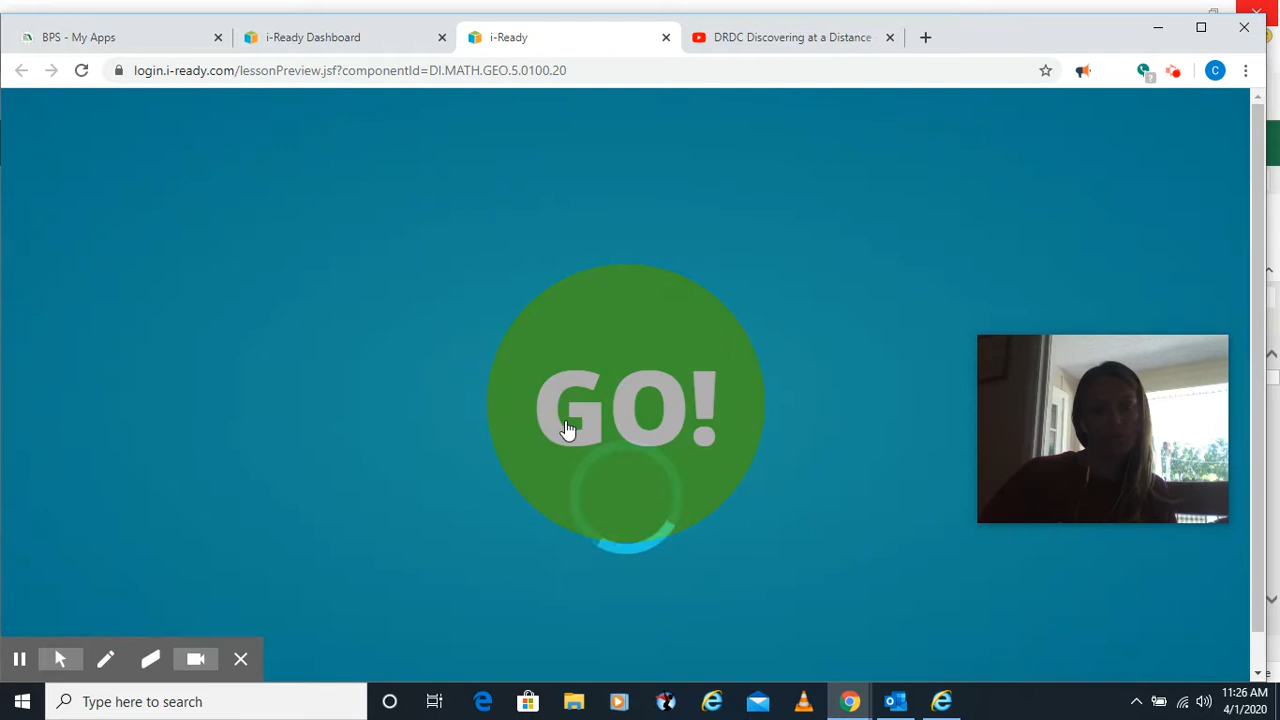 BPS - My Apps
i-Ready Dashboard
i-Ready
DRDC Discovering at a Distance
login.i-ready.com/lessonPreview.jsf?componentId=DI.MATH.GEO.5.0100.20
C
?
GO!
Type here to search
11:26 AM
4/1/2020